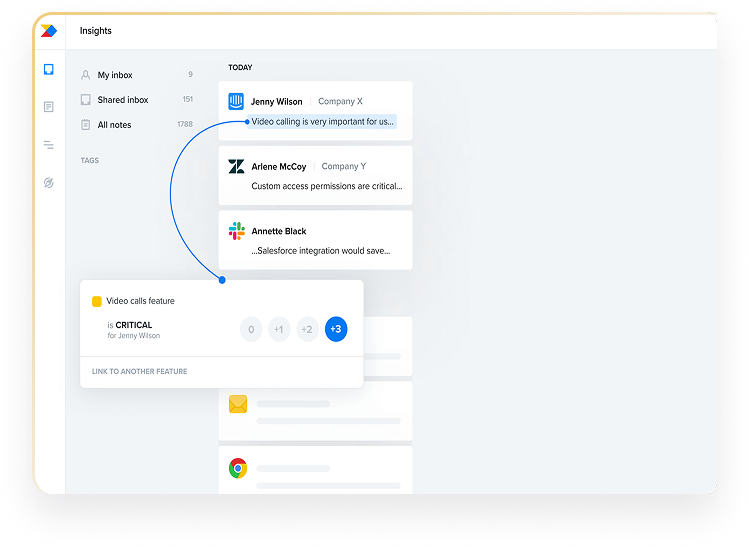 Insights
My inbox 9
Shared inbox 151
All notes 1788
TAGS
TODAY
Jenny Wilson Company X
Video calling is very important for us...
Arlene McCoy Company Y
Custom access permissions are critical...
Annette Black
...Salesforce integration would save...
Video calls feature
is CRITICAL
for Jenny Wilson
0 +1 +2 +3
LINK TO ANOTHER FEATURE